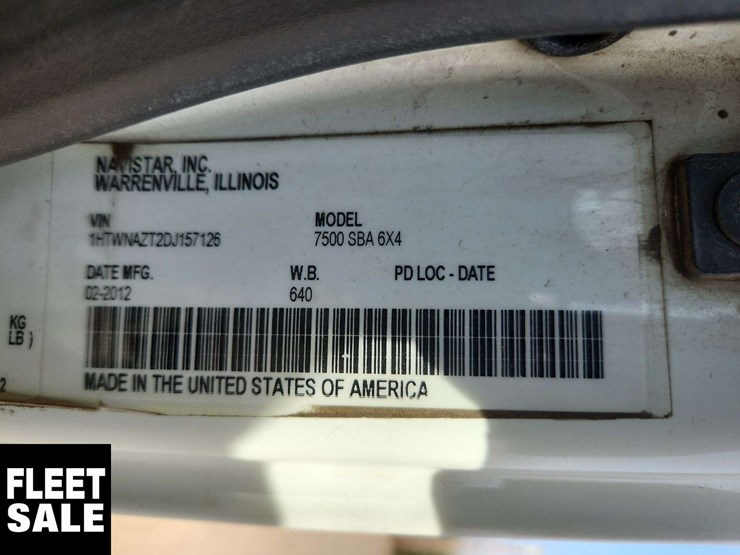 NAVISTAR, INC.
WARRENVILLE, ILLINOIS
VIN MODEL
1HTWNAZT2DJ157126 7500 SBA 6X4
DATE MFG. W.B. PD LOC - DATE
02-2012 640
KG
LB )
2
MADE IN THE UNITED STATES OF AMERICA
FLEET
SALE